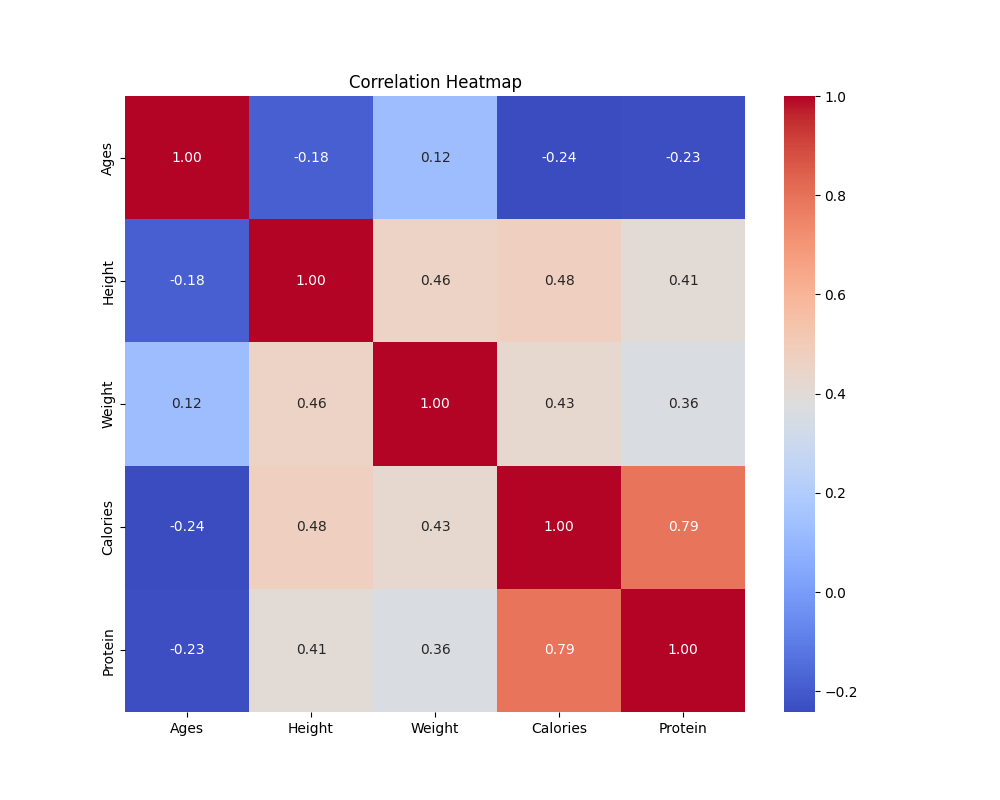 Correlation Heatmap
Ages 1.00 -0.18 0.12 -0.24 -0.23
Height -0.18 1.00 0.46 0.48 0.41
Weight 0.12 0.46 1.00 0.43 0.36
Calories -0.24 0.48 0.43 1.00 0.79
Protein -0.23 0.41 0.36 0.79 1.00
Ages Height Weight Calories Protein
1.0
0.8
0.6
0.4
0.2
0.0
−0.2